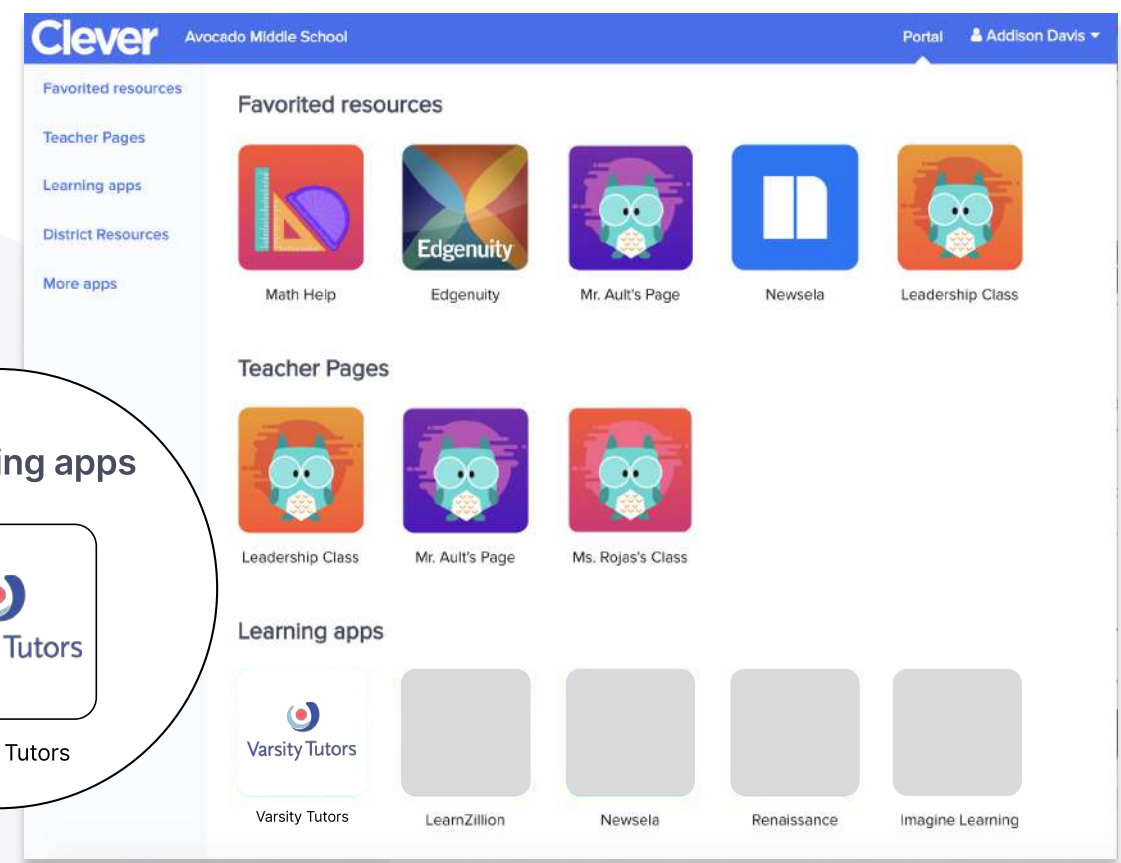 Clever
Avocado Middle School
Portal
Addison Davis
Favorited resources
Teacher Pages
Learning apps
District Resources
More apps
Favorited resources
Edgenuity
Math Help
Edgenuity
Mr. Ault's Page
Newsela
Leadership Class
Teacher Pages
Leadership Class
Mr. Ault's Page
Ms. Rojas's Class
Learning apps
Varsity Tutors
Varsity Tutors
LearnZillion
Newsela
Renaissance
Imagine Learning
ing apps
Tutors
Tutors